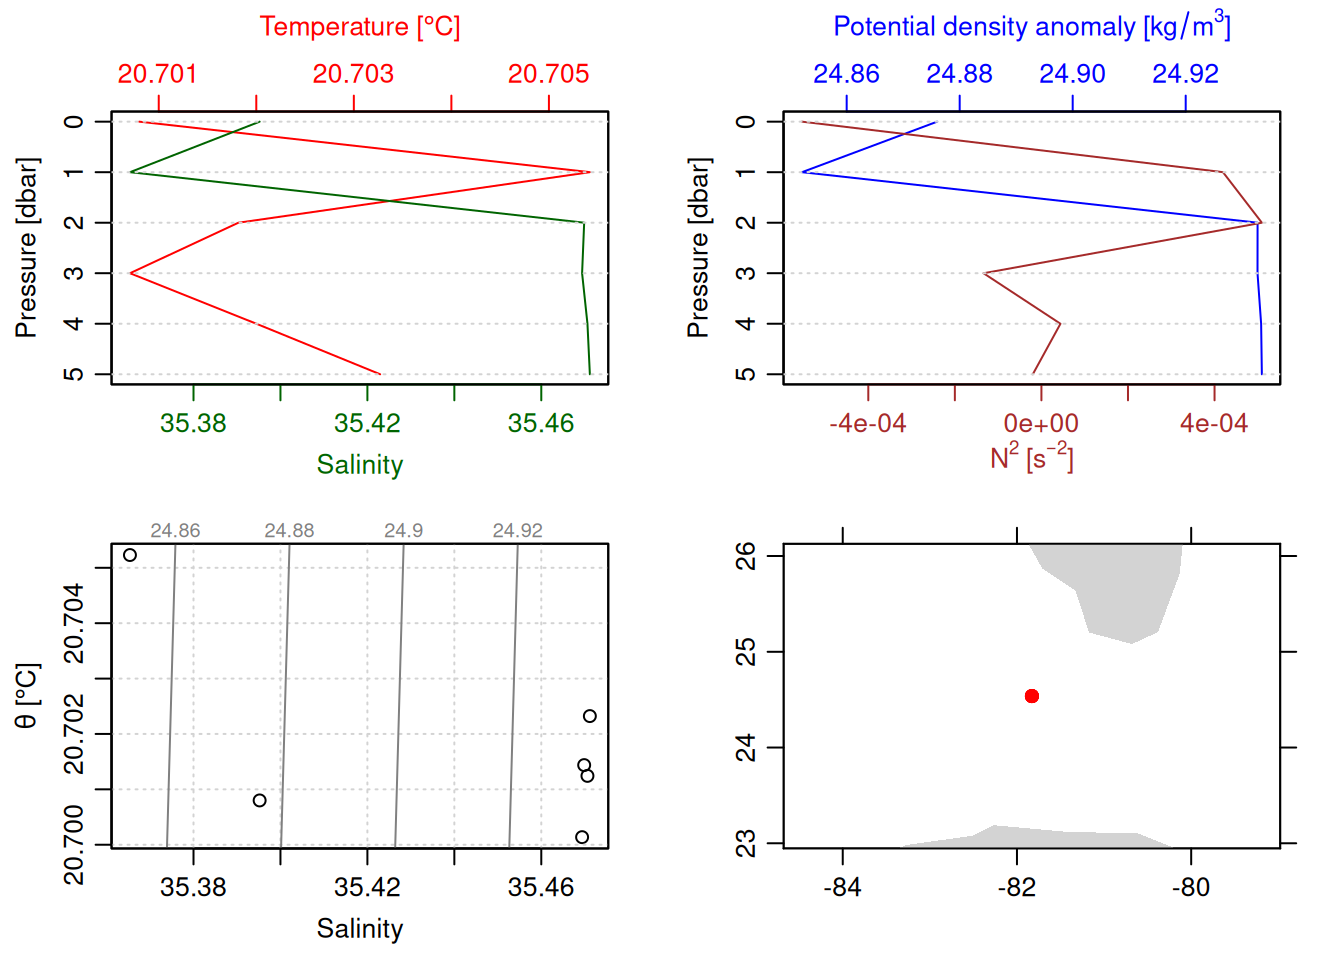 Temperature [°C]
20.701 20.703 20.705
Pressure [dbar]
0
1
2
3
4
5
35.38 35.42 35.46
Salinity
Potential density anomaly [kg/m³]
24.86 24.88 24.90 24.92
Pressure [dbar]
0
1
2
3
4
5
-4e-04 0e+00 4e-04
N² [s⁻²]
24.86 24.88 24.9 24.92
θ [°C]
20.704
20.702
20.700
35.38 35.42 35.46
Salinity
26
25
24
23
-84 -82 -80